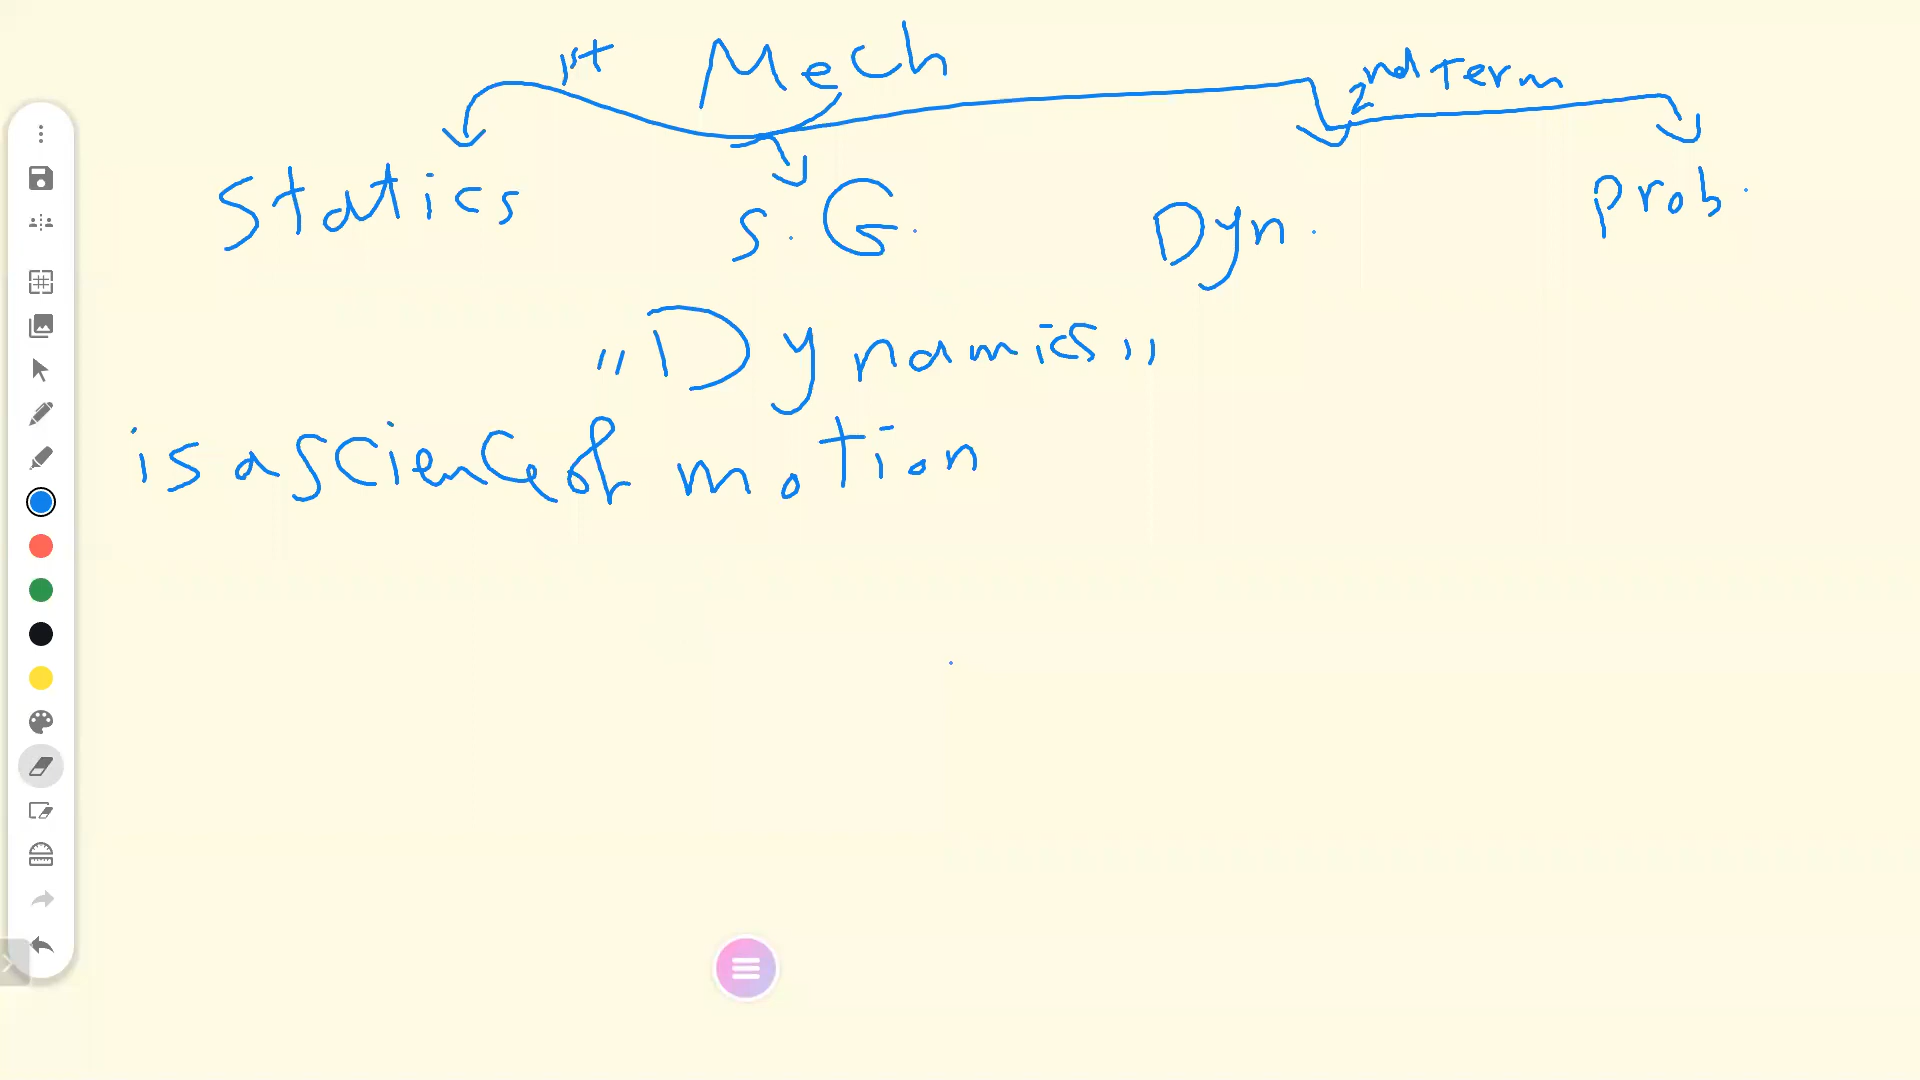 1st Mech 2nd Term
Statics S.G. Dyn. Prob.
"Dynamics"
is a science of motion